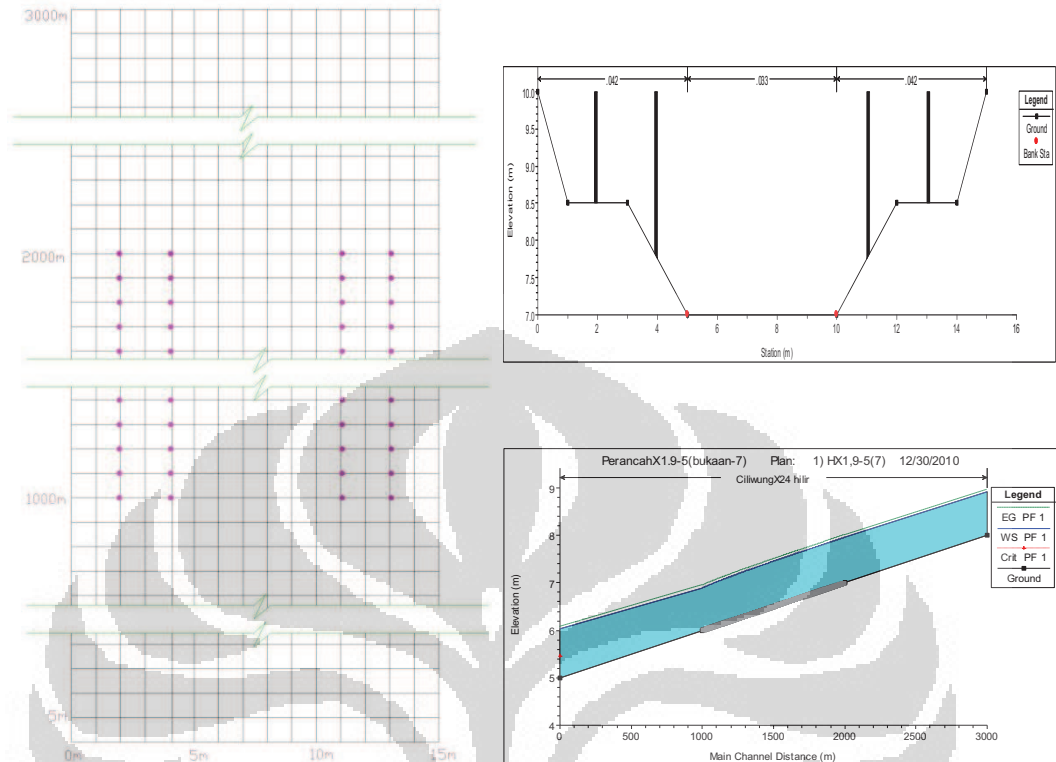 3000m
2000m
1000m
5m
0m
5m
10m
15m
.042
.033
.042
10.0
9.5
9.0
8.5
8.0
7.5
7.0
Elevation (m)
0
2
4
6
8
10
12
14
16
Station (m)
Legend
Ground
Bank Sta
PerancahX1.9-5(bukaan-7) Plan: 1) HX1,9-5(7) 12/30/2010
CiliwungX24 hilir
9
8
7
6
5
4
Elevation (m)
0
500
1000
1500
2000
2500
3000
Main Channel Distance (m)
Legend
EG PF 1
WS PF 1
Crit PF 1
Ground